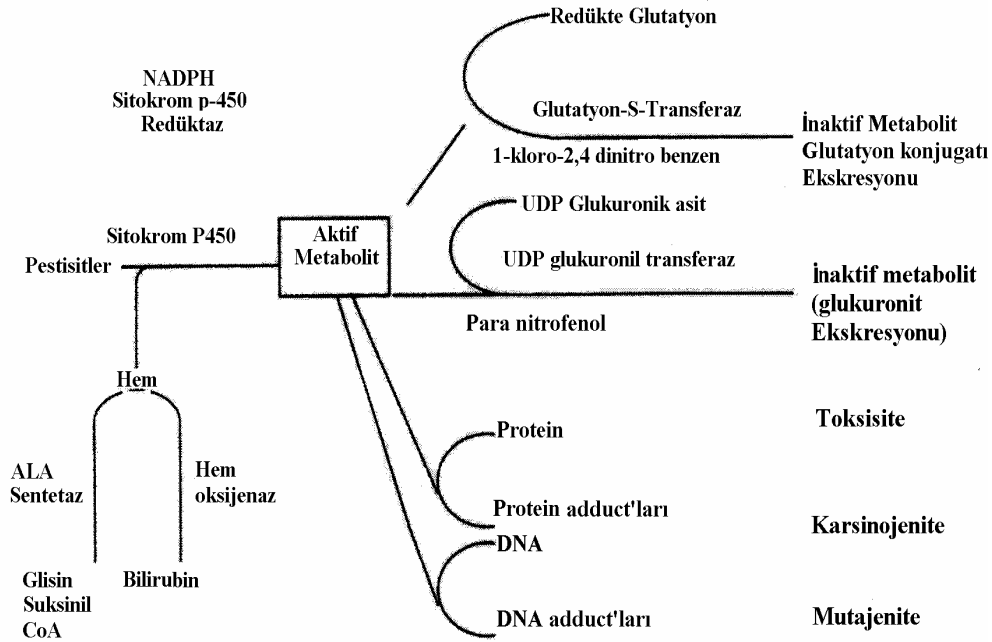 Redükte Glutatyon
NADPH
Sitokrom p-450
Redüktaz
Glutatyon-S-Transferaz
1-kloro-2,4 dinitro benzen
İnaktif Metabolit
Glutatyon konjugatı
Ekskresyonu
UDP Glukuronik asit
Sitokrom P450
Pestisitler
Aktif
Metabolit
UDP glukuronil transferaz
Para nitrofenol
İnaktif metabolit
(glukuronit
Ekskresyonu)
Hem
ALA
Sentetaz
Hem
oksijenaz
Glisin
Suksinil
CoA
Bilirubin
Protein
Toksisite
Protein adduct'ları
Karsinojenite
DNA
DNA adduct'ları
Mutajenite